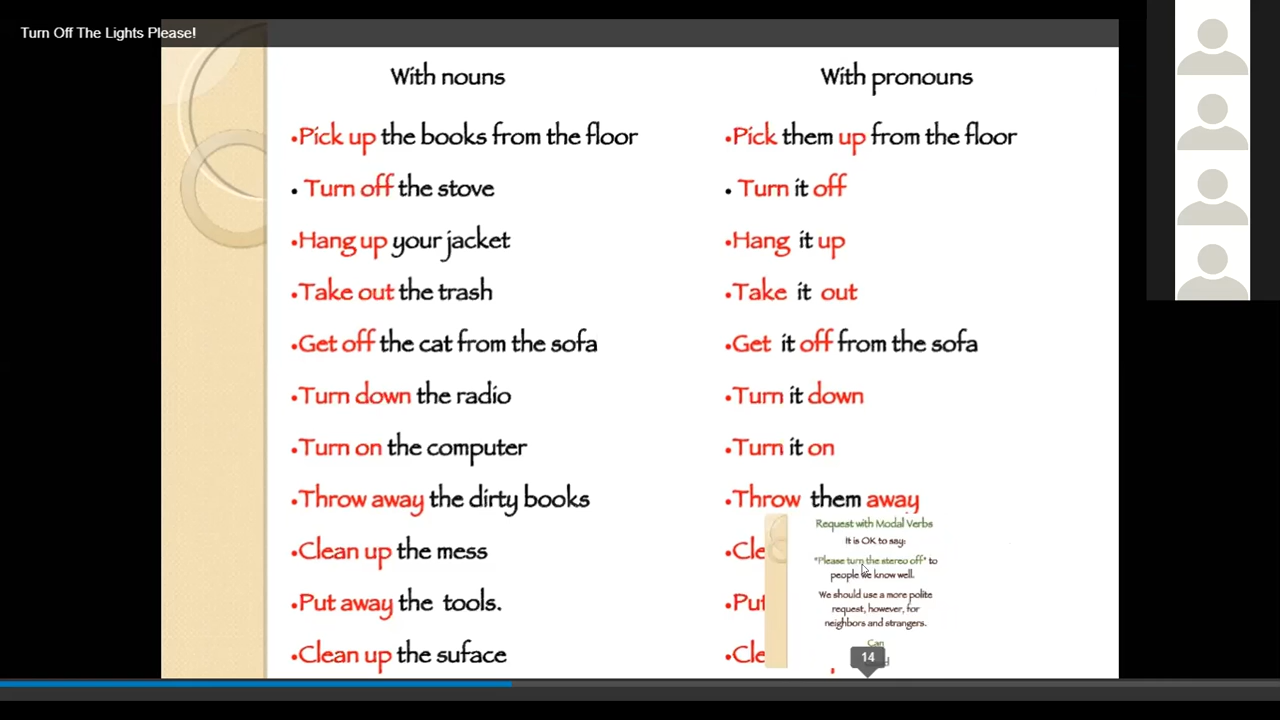 Turn Off The Lights Please!
With nouns
•Pick up the books from the floor
• Turn off the stove
•Hang up your jacket
•Take out the trash
•Get off the cat from the sofa
•Turn down the radio
•Turn on the computer
•Throw away the dirty books
•Clean up the mess
•Put away the tools.
•Clean up the suface
With pronouns
•Pick them up from the floor
• Turn it off
•Hang it up
•Take it out
•Get it off from the sofa
•Turn it down
•Turn it on
•Throw them away
•Cle
•Put
•Cle
Request with Modal Verbs
It is OK to say:
"Please turn the stereo off" to
people we know well.
We should use a more polite
request, however, for
neighbors and strangers.
Can
14